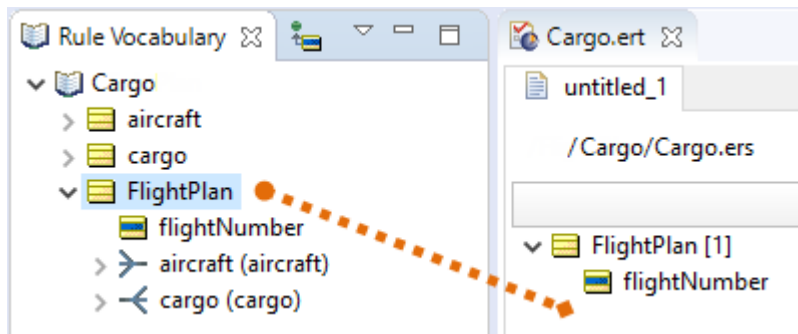 Rule Vocabulary
Cargo
aircraft
cargo
FlightPlan
flightNumber
aircraft (aircraft)
cargo (cargo)
Cargo.ert
untitled_1
/Cargo/Cargo.ers
FlightPlan [1]
flightNumber